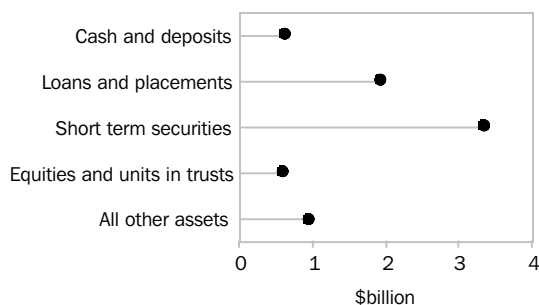 Cash and deposits
Loans and placements
Short term securities
Equities and units in trusts
All other assets
0 1 2 3 4
$billion